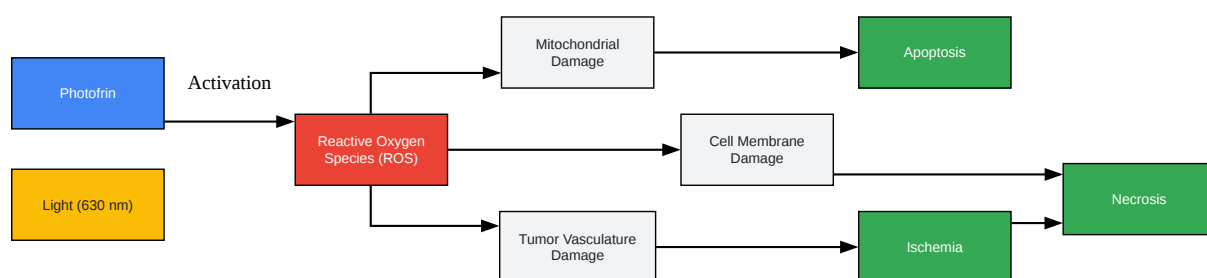 Photofrin
Activation
Light (630 nm)
Reactive Oxygen
Species (ROS)
Mitochondrial
Damage
Apoptosis
Cell Membrane
Damage
Necrosis
Tumor Vasculature
Damage
Ischemia